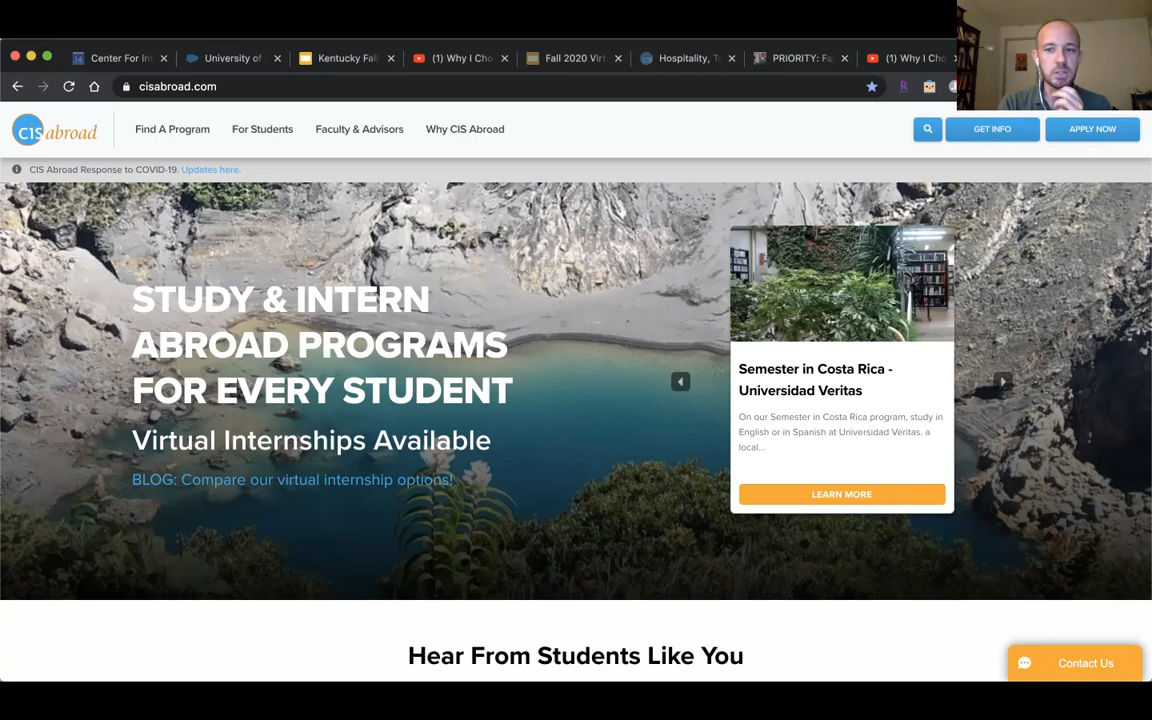 Center For Int
University of
Kentucky Fall
(1) Why I Cho
Fall 2020 Virtu
Hospitality, To
PRIORITY: Fa
(1) Why I Cho
cisabroad.com
CIS abroad
Find A Program
For Students
Faculty & Advisors
Why CIS Abroad
GET INFO
APPLY NOW
CIS Abroad Response to COVID-19. Updates here.
STUDY & INTERN
ABROAD PROGRAMS
FOR EVERY STUDENT
Virtual Internships Available
BLOG: Compare our virtual internship options!
Semester in Costa Rica -
Universidad Veritas
On our Semester in Costa Rica program, study in
English or in Spanish at Universidad Veritas. a
local...
LEARN MORE
Hear From Students Like You
Contact Us